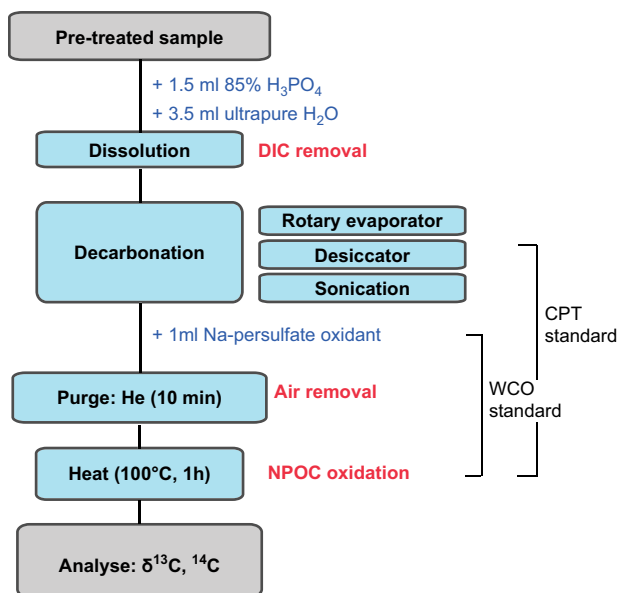 Pre-treated sample
+ 1.5 ml 85% H₃PO₄
+ 3.5 ml ultrapure H₂O
Dissolution
DIC removal
Decarbonation
Rotary evaporator
Desiccator
Sonication
CPT
standard
+ 1ml Na-persulfate oxidant
WCO
standard
Purge: He (10 min)
Air removal
Heat (100°C, 1h)
NPOC oxidation
Analyse: δ¹³C, ¹⁴C